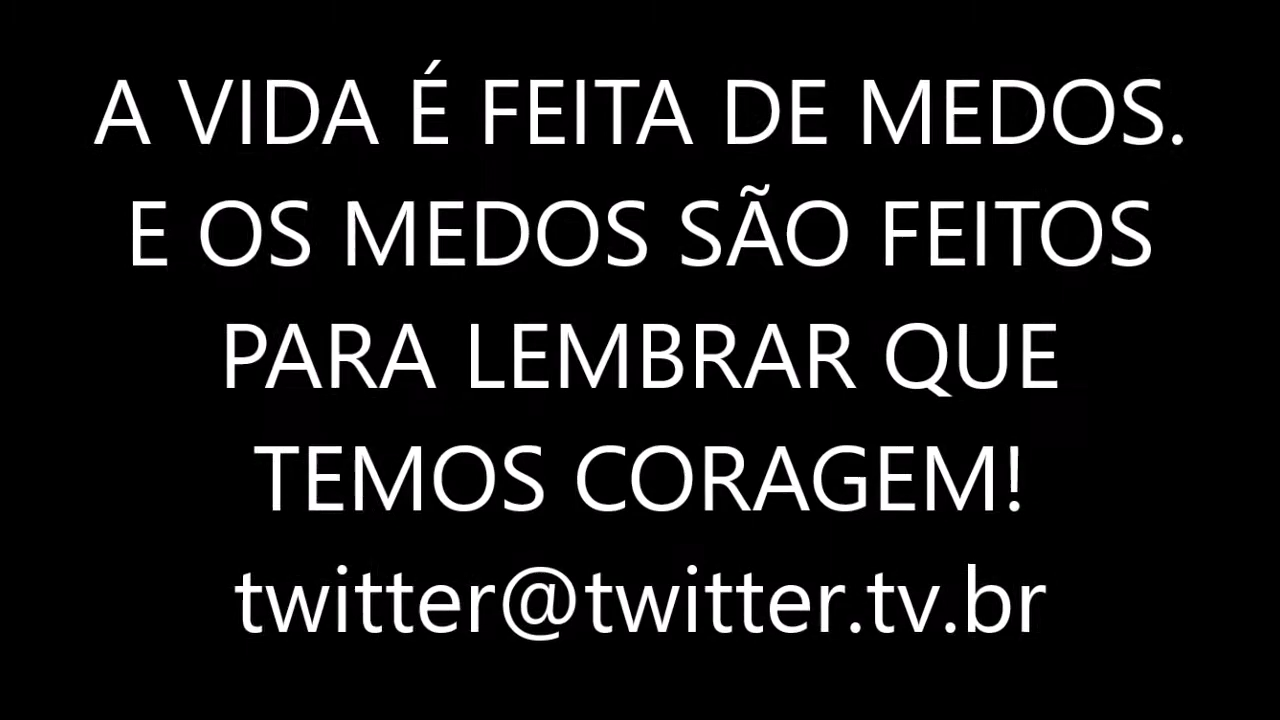 A VIDA É FEITA DE MEDOS.
E OS MEDOS SÃO FEITOS
PARA LEMBRAR QUE
TEMOS CORAGEM!
twitter@twitter.tv.br